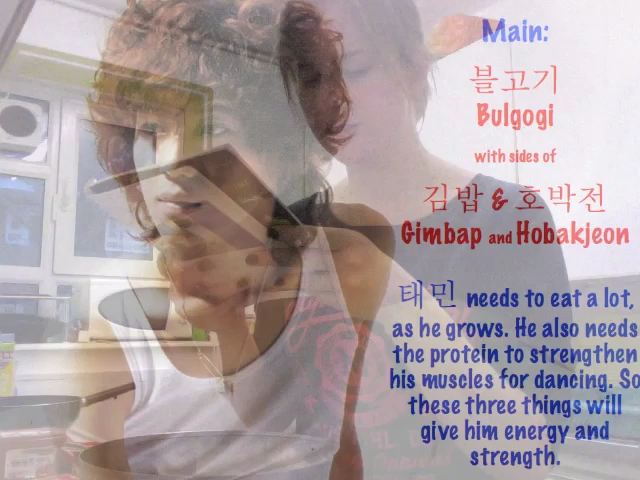 Main:
불고기
Bulgogi
with sides of
김밥 & 호박전
Gimbap and Hobakjeon
태민 needs to eat a lot,
as he grows. He also needs
the protein to strengthen
his muscles for dancing. So
these three things will
give him energy and
strength.